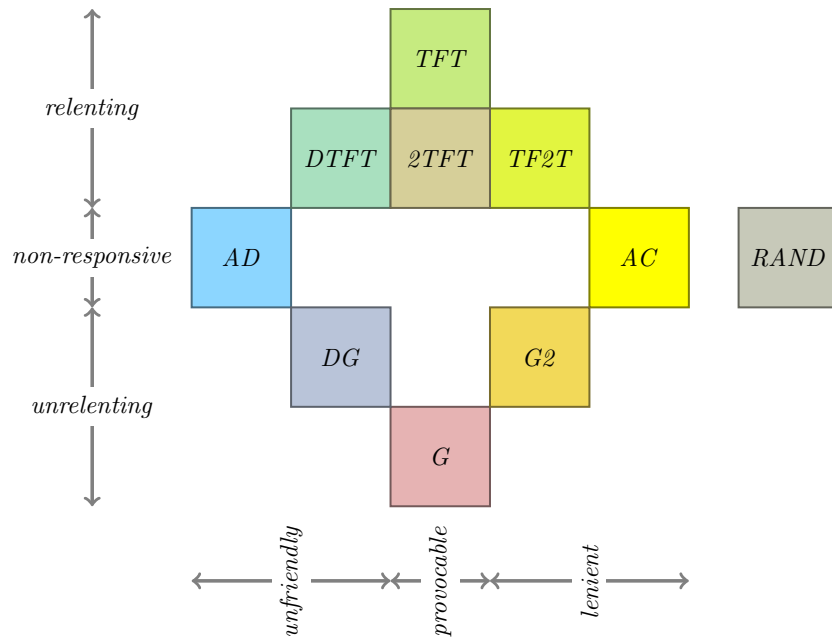 TFT
relenting
DTFT 2TFT TF2T
non-responsive AD AC RAND
DG G2
unrelenting
G
unfriendly provocable lenient